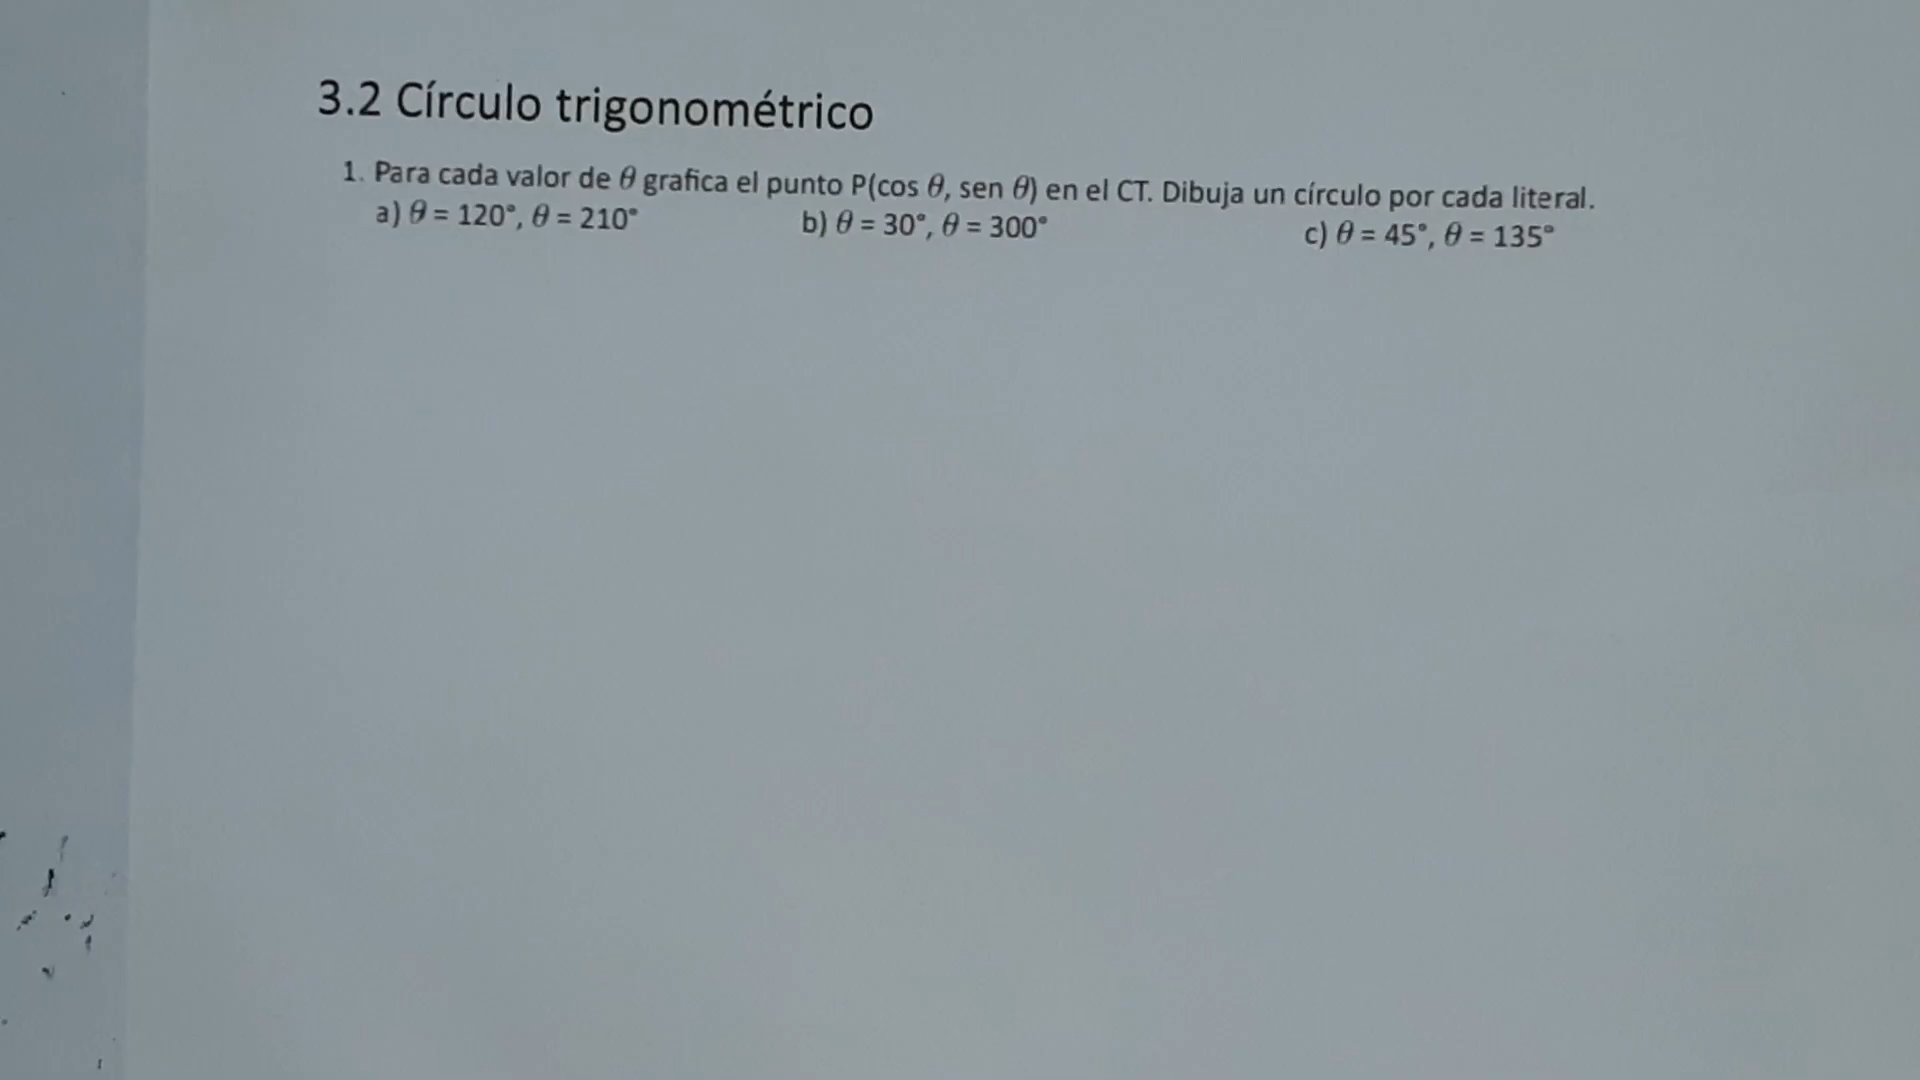 3.2 Círculo trigonométrico
1. Para cada valor de θ grafica el punto P(cos θ, sen θ) en el CT. Dibuja un círculo por cada literal.
a) θ = 120°, θ = 210° b) θ = 30°, θ = 300° c) θ = 45°, θ = 135°